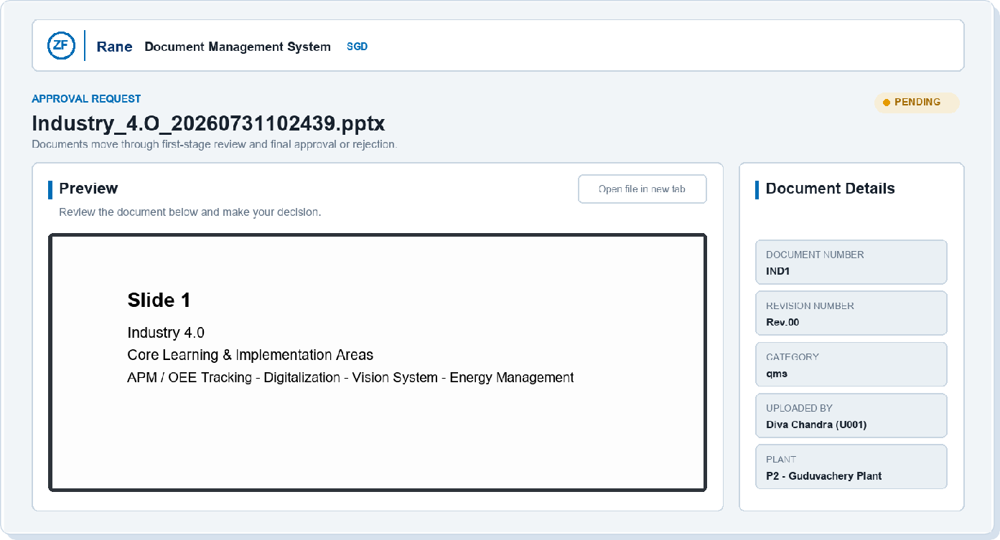 ZF
Rane Document Management System SGD
APPROVAL REQUEST
PENDING
Industry_4.O_20260731102439.pptx
Documents move through first-stage review and final approval or rejection.
Preview
Open file in new tab
Review the document below and make your decision.
Slide 1
Industry 4.0
Core Learning & Implementation Areas
APM / OEE Tracking - Digitalization - Vision System - Energy Management
Document Details
DOCUMENT NUMBER
IND1
REVISION NUMBER
Rev.00
CATEGORY
qms
UPLOADED BY
Diva Chandra (U001)
PLANT
P2 - Guduvachery Plant